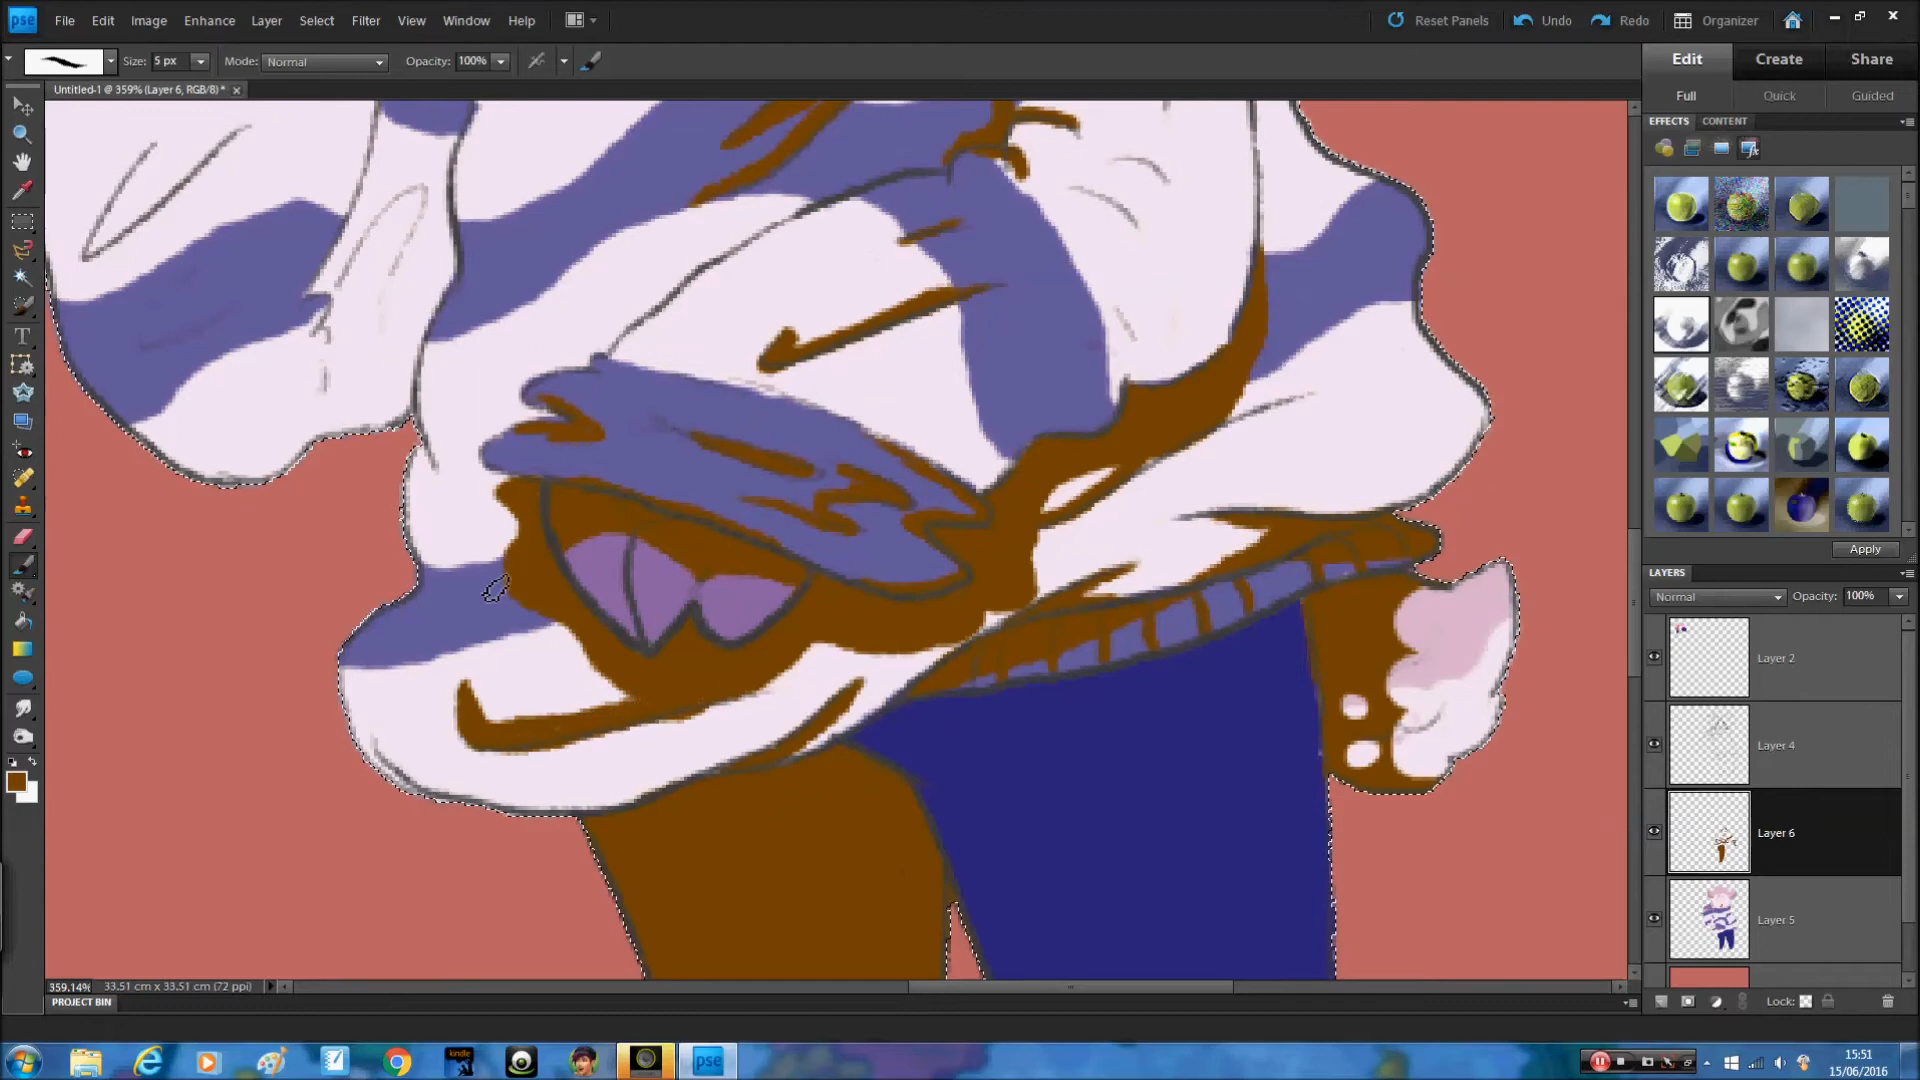 pse File Edit Image Enhance Layer Select Filter View Window Help Reset Panels Undo Redo Organizer
Size: 5 px Mode: Normal Opacity: 100% Edit Create Share
Untitled-1 @ 359% (Layer 6, RGB/8) * Full Quick Guided
EFFECTS CONTENT
Apply
LAYERS
Normal Opacity: 100%
Layer 2
Layer 4
Layer 6
Layer 5
359.14% 33.51 cm x 33.51 cm (72 ppi)
PROJECT BIN Lock:
kindle pse 15:51
15/06/2016